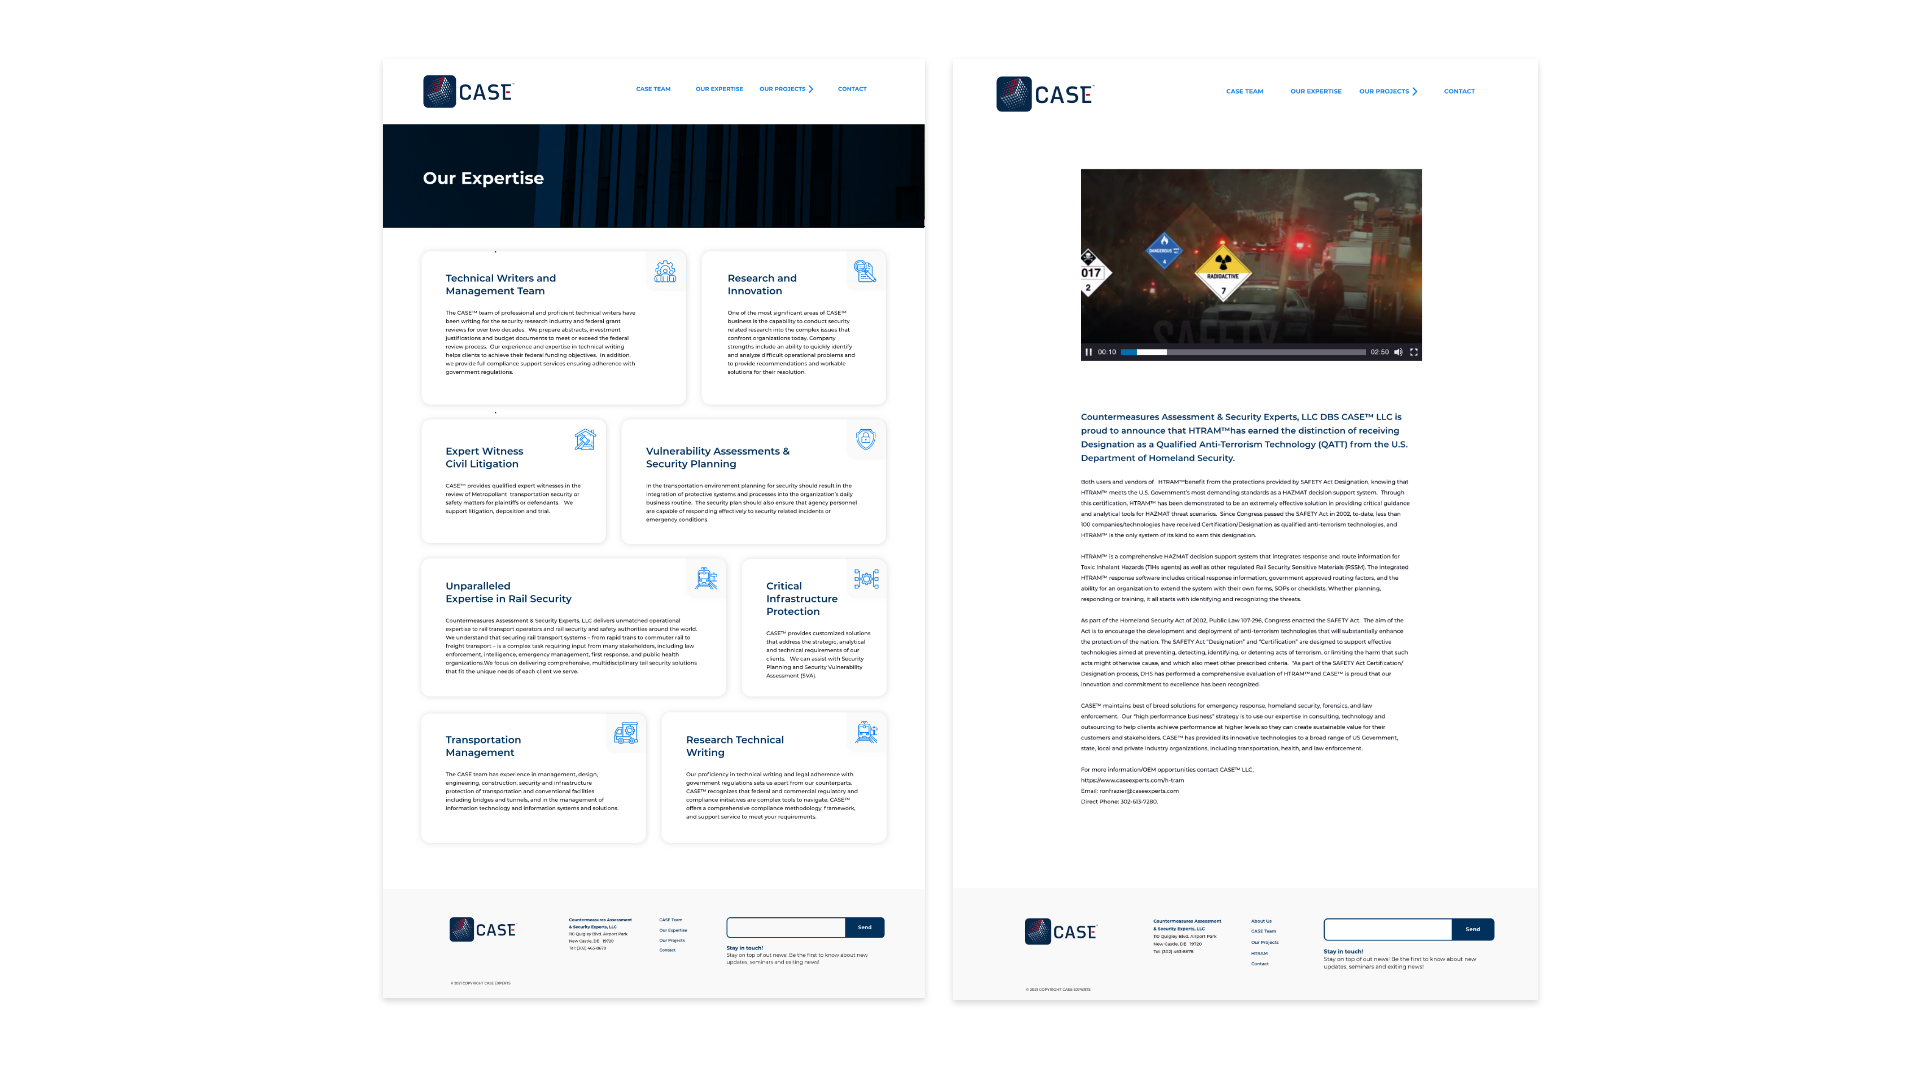 CASE
CASE TEAM
OUR EXPERTISE
OUR PROJECTS
CONTACT
Our Expertise
Technical Writers and
Management Team
The CASE™ team of professional and proficient technical writers have
been writing for the security research industry and federal grant
reviews for over two decades. We prepare abstracts, investment
justifications and budget documents to meet or exceed the federal
review process. Our experience and expertise in technical writing
helps clients to achieve their federal funding objectives. In addition,
we provide full compliance support services ensuring adherence with
government regulations.
Research and
Innovation
One of the most significant areas of CASE™
business is the capability to conduct security
related research into the complex issues that
confront organizations today. Company
strengths include an ability to quickly identify
and analyze difficult operational problems and
to provide recommendations and workable
solutions for their resolution.
Expert Witness
Civil Litigation
CASE™ provides qualified expert witnesses in the
review of Metropoliant transportation security or
safety matters for plaintiffs or defendants. We
support litigation, deposition and trial.
Vulnerability Assessments &
Security Planning
In the transportation environment planning for security should result in the
integration of protective systems and processes into the organization's daily
business routine. The security plan should also ensure that agency personnel
are capable of responding effectively to security related incidents or
emergency conditions.
Unparalleled
Expertise in Rail Security
Countermeasures Assessment & Security Experts, LLC delivers unmatched operational
expertise to rail transport operators and rail security and safety authorities around the world.
We understand that securing rail transport systems – from rapid trans to commuter rail to
freight transport – is a complex task requiring input from many stakeholders, including law
enforcement, intelligence, emergency management, first response, and public health
organizations.We focus on delivering comprehensive, multidisciplinary rail security solutions
that fit the unique needs of each client we serve.
Critical
Infrastructure
Protection
CASE™ provides customized solutions
that address the strategic, analytical
and technical requirements of our
clients. We can assist with Security
Planning and Security Vulnerability
Assessment (SVA).
Transportation
Management
The CASE team has experience in management, design,
engineering, construction, security and infrastructure
protection of transportation and conventional facilities
including bridges and tunnels, and in the management of
information technology and information systems and solutions.
Research Technical
Writing
Our proficiency in technical writing and legal adherence with
government regulations sets us apart from our counterparts.
CASE™ recognizes that federal and commercial regulatory and
compliance initiatives are complex tools to navigate. CASE™
offers a comprehensive compliance methodology, framework,
and support service to meet your requirements.
CASE
Countermeasures Assessment
& Security Experts, LLC
110 Quigley Blvd. Airport Park
New Castle, DE 19720
CASE Team
Our Expertise
Our Projects
Contact
Send
Stay in touch!
Stay on top of out news! Be the first to know about new
updates, seminars and exiting news!
© 2021 COPYRIGHT CASE EXPERTS
CASE
CASE TEAM
OUR EXPERTISE
OUR PROJECTS
CONTACT
017
2
DANGEROUS
4
RADIOACTIVE
7
SAFETY
00:10
02:50
Countermeasures Assessment & Security Experts, LLC DBS CASE™ LLC is
proud to announce that HTRAM™has earned the distinction of receiving
Designation as a Qualified Anti-Terrorism Technology (QATT) from the U.S.
Department of Homeland Security.
Both users and vendors of HTRAM™benefit from the protections provided by SAFETY Act Designation, knowing that
HTRAM™ meets the U.S. Government's most demanding standards as a HAZMAT decision support system. Through
this certification, HTRAM™ has been demonstrated to be an extremely effective solution in providing critical guidance
and analytical tools for HAZMAT threat scenarios. Since Congress passed the SAFETY Act in 2002, to-data, less than
100 companies/technologies have received Certification/Designation as qualified anti-terrorism technologies, and
HTRAM™ is the only system of its kind to earn this designation.
HTRAM™ is a comprehensive HAZMAT decision support system that integrates response and route information for
Toxic Inhalant Hazards (TIHs agents) as well as other regulated Rail Security Sensitive Materials (RSSM). The integrated
HTRAM™ response software includes critical response information, government approved routing factors, and the
ability for an organization to extend the system with their own forms, SOPs or checklists. Whether planning,
responding or training, it all starts with identifying and recognizing the threats.
As part of the Homeland Security Act of 2002, Public Law 107-296, Congress enacted the SAFETY Act. The aim of the
Act is to encourage the development and deployment of anti-terrorism technologies that will substantially enhance
the protection of the nation. The SAFETY Act "Designation" and "Certification" are designed to support effective
technologies aimed at preventing, detecting, identifying, or deterring acts of terrorism, or limiting the harm that such
acts might otherwise cause, and which also meet other prescribed criteria. "As part of the SAFETY Act Certification/
Designation process, DHS has performed a comprehensive evaluation of HTRAM™and CASE™ is proud that our
innovation and commitment to excellence has been recognized.
CASE™ maintains best of breed solutions for emergency response, homeland security, forensics, and law
enforcement. Our "high performance business" strategy is to use our expertise in consulting, technology and
outsourcing to help clients achieve performance at higher levels so they can create sustainable value for their
customers and stakeholders. CASE™ has provided its innovative technologies to a broad range of US Government,
state, local and private industry organizations, including transportation, health, and law enforcement.
For more information/OEM opportunities contact CASE™ LLC.
https://www.caseexperts.com/h-tram
Email: ronfrazier@caseexperts.com
Direct Phone: 302-613-7280.
CASE
Countermeasures Assessment
& Security Experts, LLC
110 Quigley Blvd. Airport Park
New Castle, DE 19720
About Us
CASE Team
Our Projects
HTRAM
Contact
Send
Stay in touch!
Stay on top of out news! Be the first to know about new
updates, seminars and exiting news!
© 2021 COPYRIGHT CASE EXPERTS